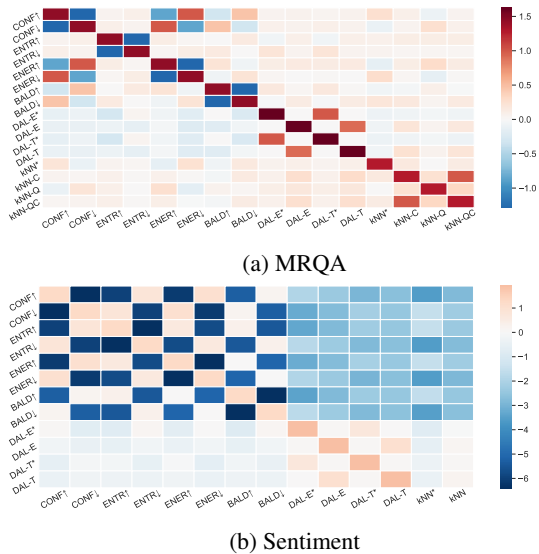 CONF↑
CONF↓
ENTR↑
ENTR↓
ENER↑
ENER↓
BALD↑
BALD↓
DAL-E*
DAL-E
DAL-T*
DAL-T
kNN*
kNN-C
kNN-Q
kNN-QC
CONF↑ CONF↓ ENTR↑ ENTR↓ ENER↑ ENER↓ BALD↑ BALD↓ DAL-E* DAL-E DAL-T* DAL-T kNN* kNN-C kNN-Q kNN-QC
1.5
1.0
0.5
0.0
−0.5
−1.0
(a) MRQA
CONF↑
CONF↓
ENTR↑
ENTR↓
ENER↑
ENER↓
BALD↑
BALD↓
DAL-E*
DAL-E
DAL-T*
DAL-T
CONF↑ CONF↓ ENTR↑ ENTR↓ ENER↑ ENER↓ BALD↑ BALD↓ DAL-E* DAL-E DAL-T* DAL-T kNN* kNN
1
0
−1
−2
−3
−4
−5
−6
(b) Sentiment